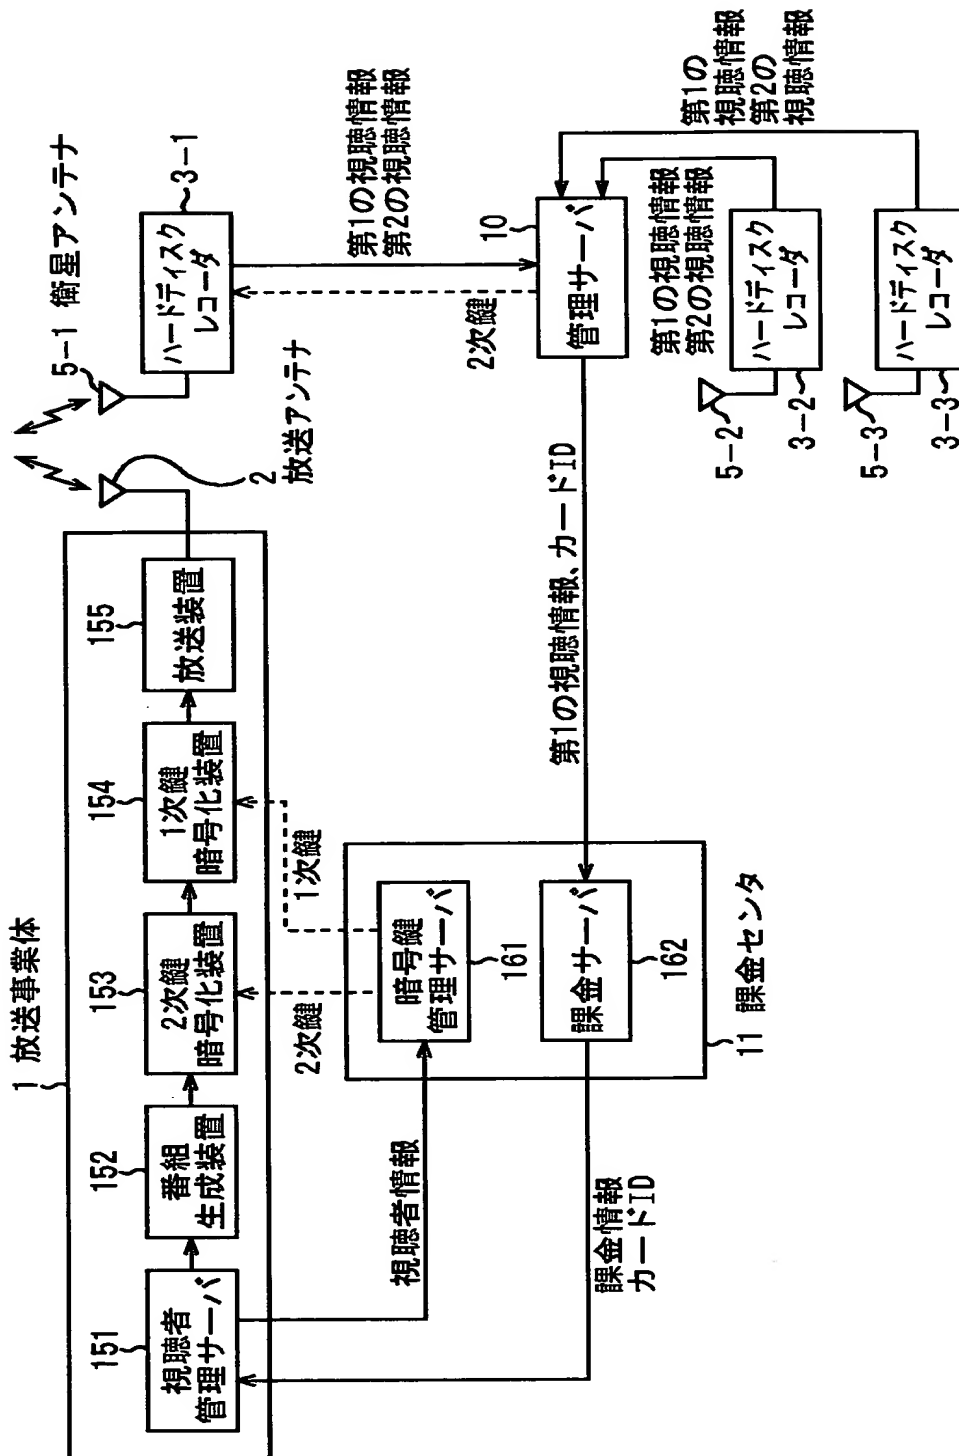 1 放送事業体
151
視聴者
管理サーバ
152
番組
生成装置
153
2次鍵
暗号化装置
154
1次鍵
暗号化装置
155
放送装置
2
放送アンテナ
5-1 衛星アンテナ
ハードディスク
レコーダ
3-1
視聴者情報
2次鍵
1次鍵
暗号鍵
管理サーバ
161
課金サーバ
162
11 課金センタ
課金情報
カードID
第1の視聴情報、カードID
第1の視聴情報
第2の視聴情報
2次鍵
10
管理サーバ
第1の視聴情報
第2の視聴情報
第1の
視聴情報
第2の
視聴情報
5-2
ハードディスク
レコーダ
3-2
5-3
ハードディスク
レコーダ
3-3